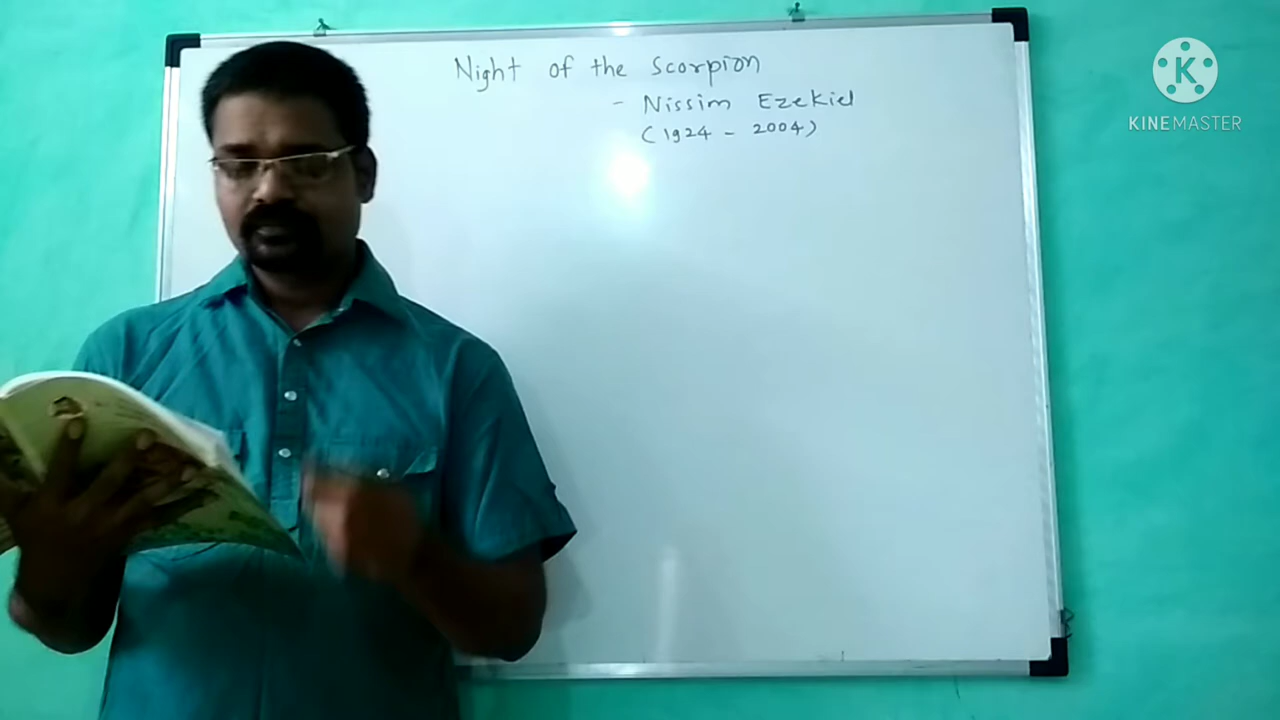 Night of the Scorpion
- Nissim Ezekiel
(1924 - 2004)
K
KINEMASTER